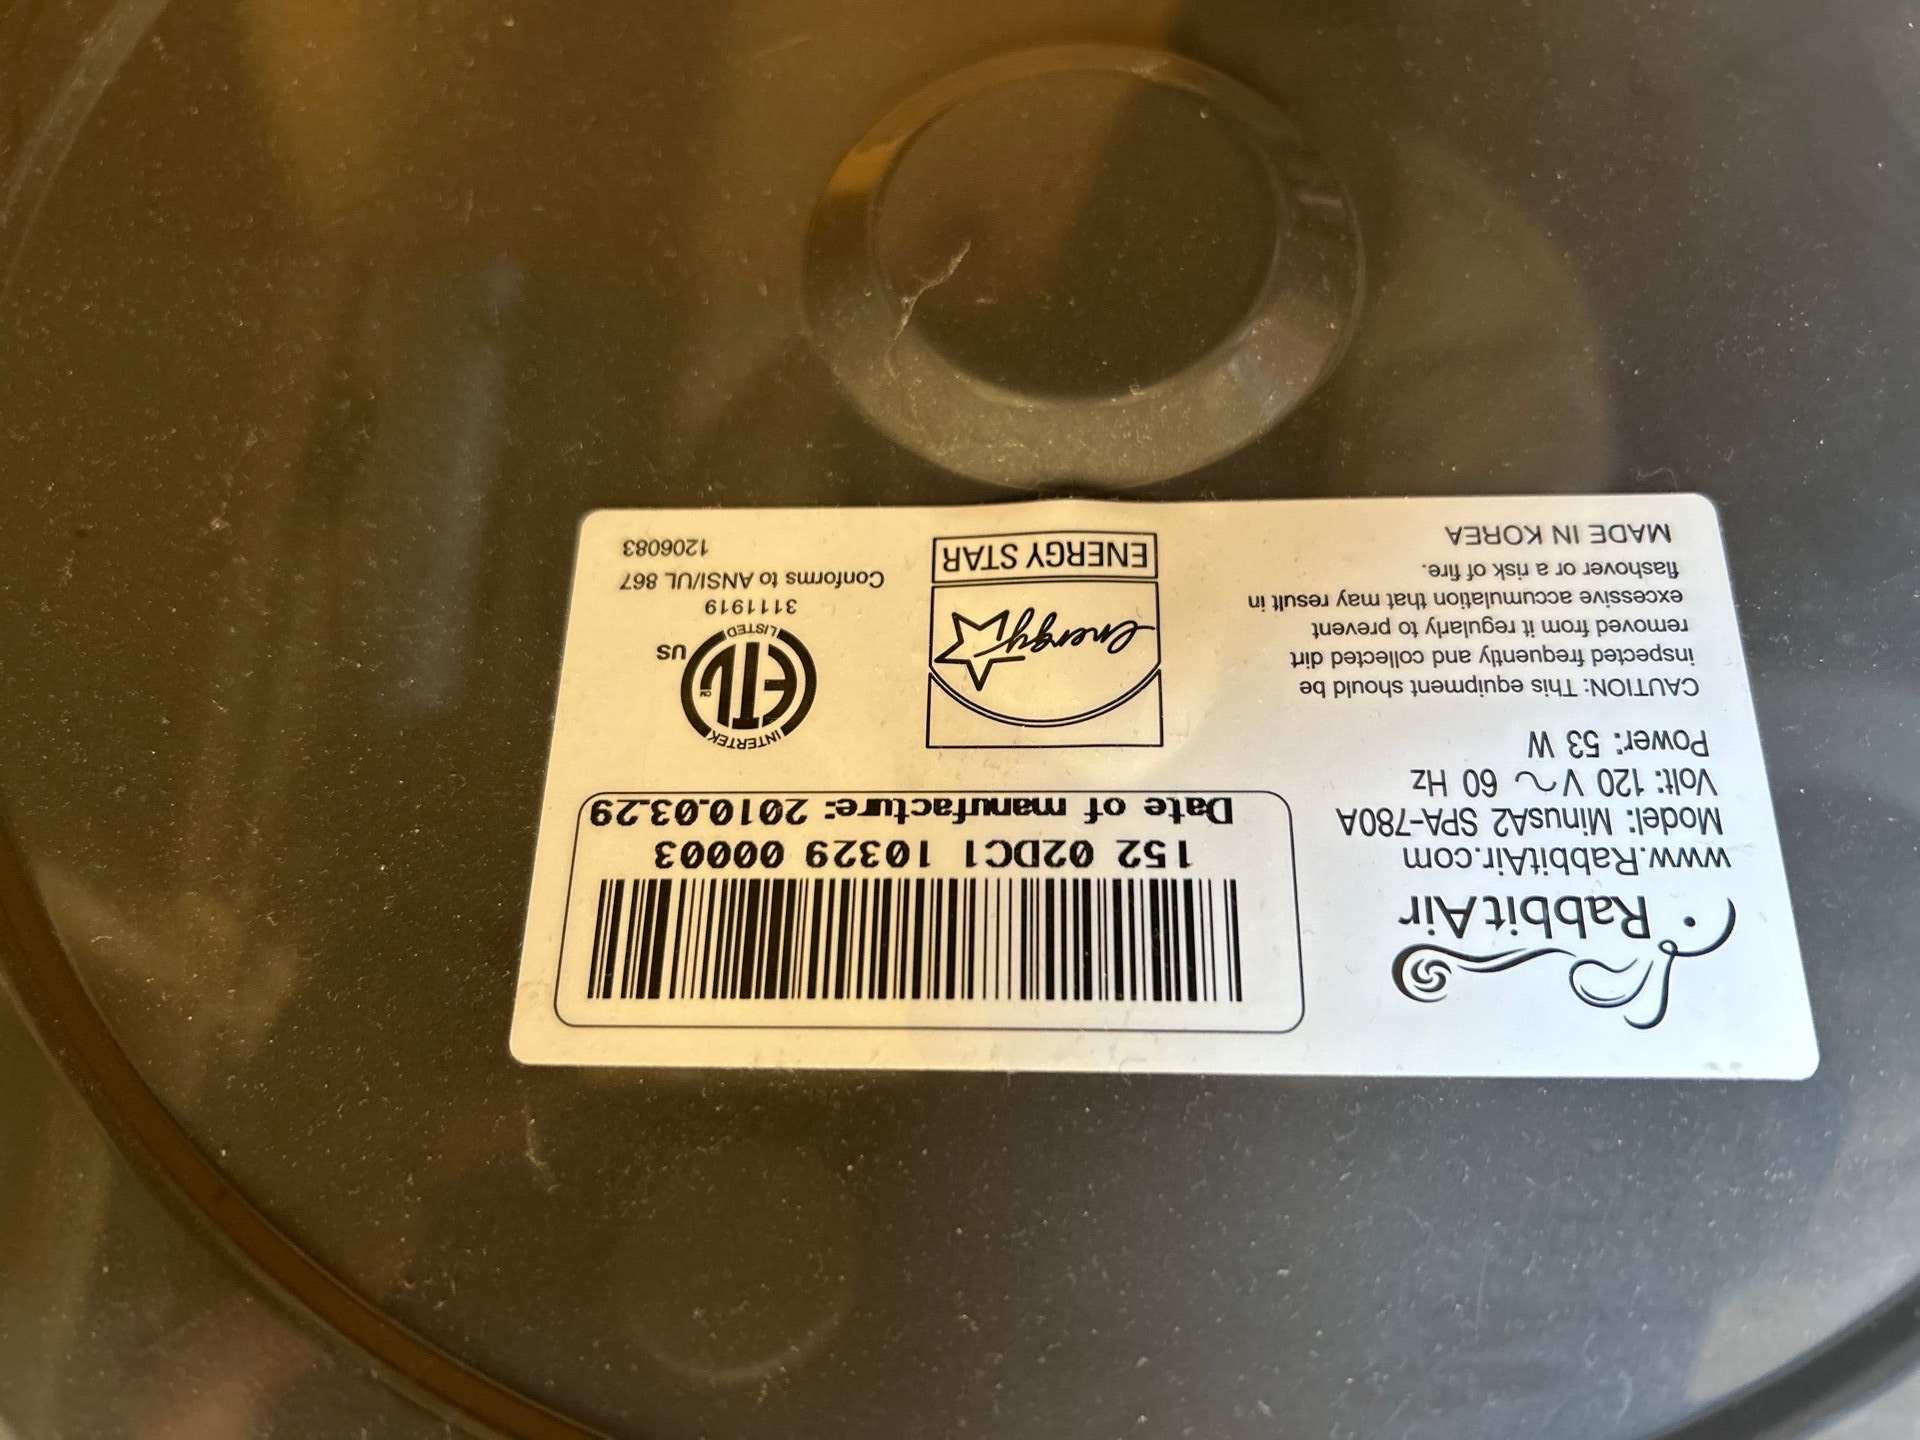 RabbitAir
www.RabbitAir.com
Model: MinusA2 SPA-780A
Volt: 120 V ~ 60 Hz
Power: 53 W
CAUTION: This equipment should be
inspected frequently and collected dirt
removed from it regularly to prevent
excessive accumulation that may result in
flashover or a risk of fire.
MADE IN KOREA
152 02DC1 10329 00003
Date of manufacture: 2010.03.29
energy
ENERGY STAR
INTERTEK
ETL CM
US
LISTED
3111919
Conforms to ANSI/UL 867
1206083